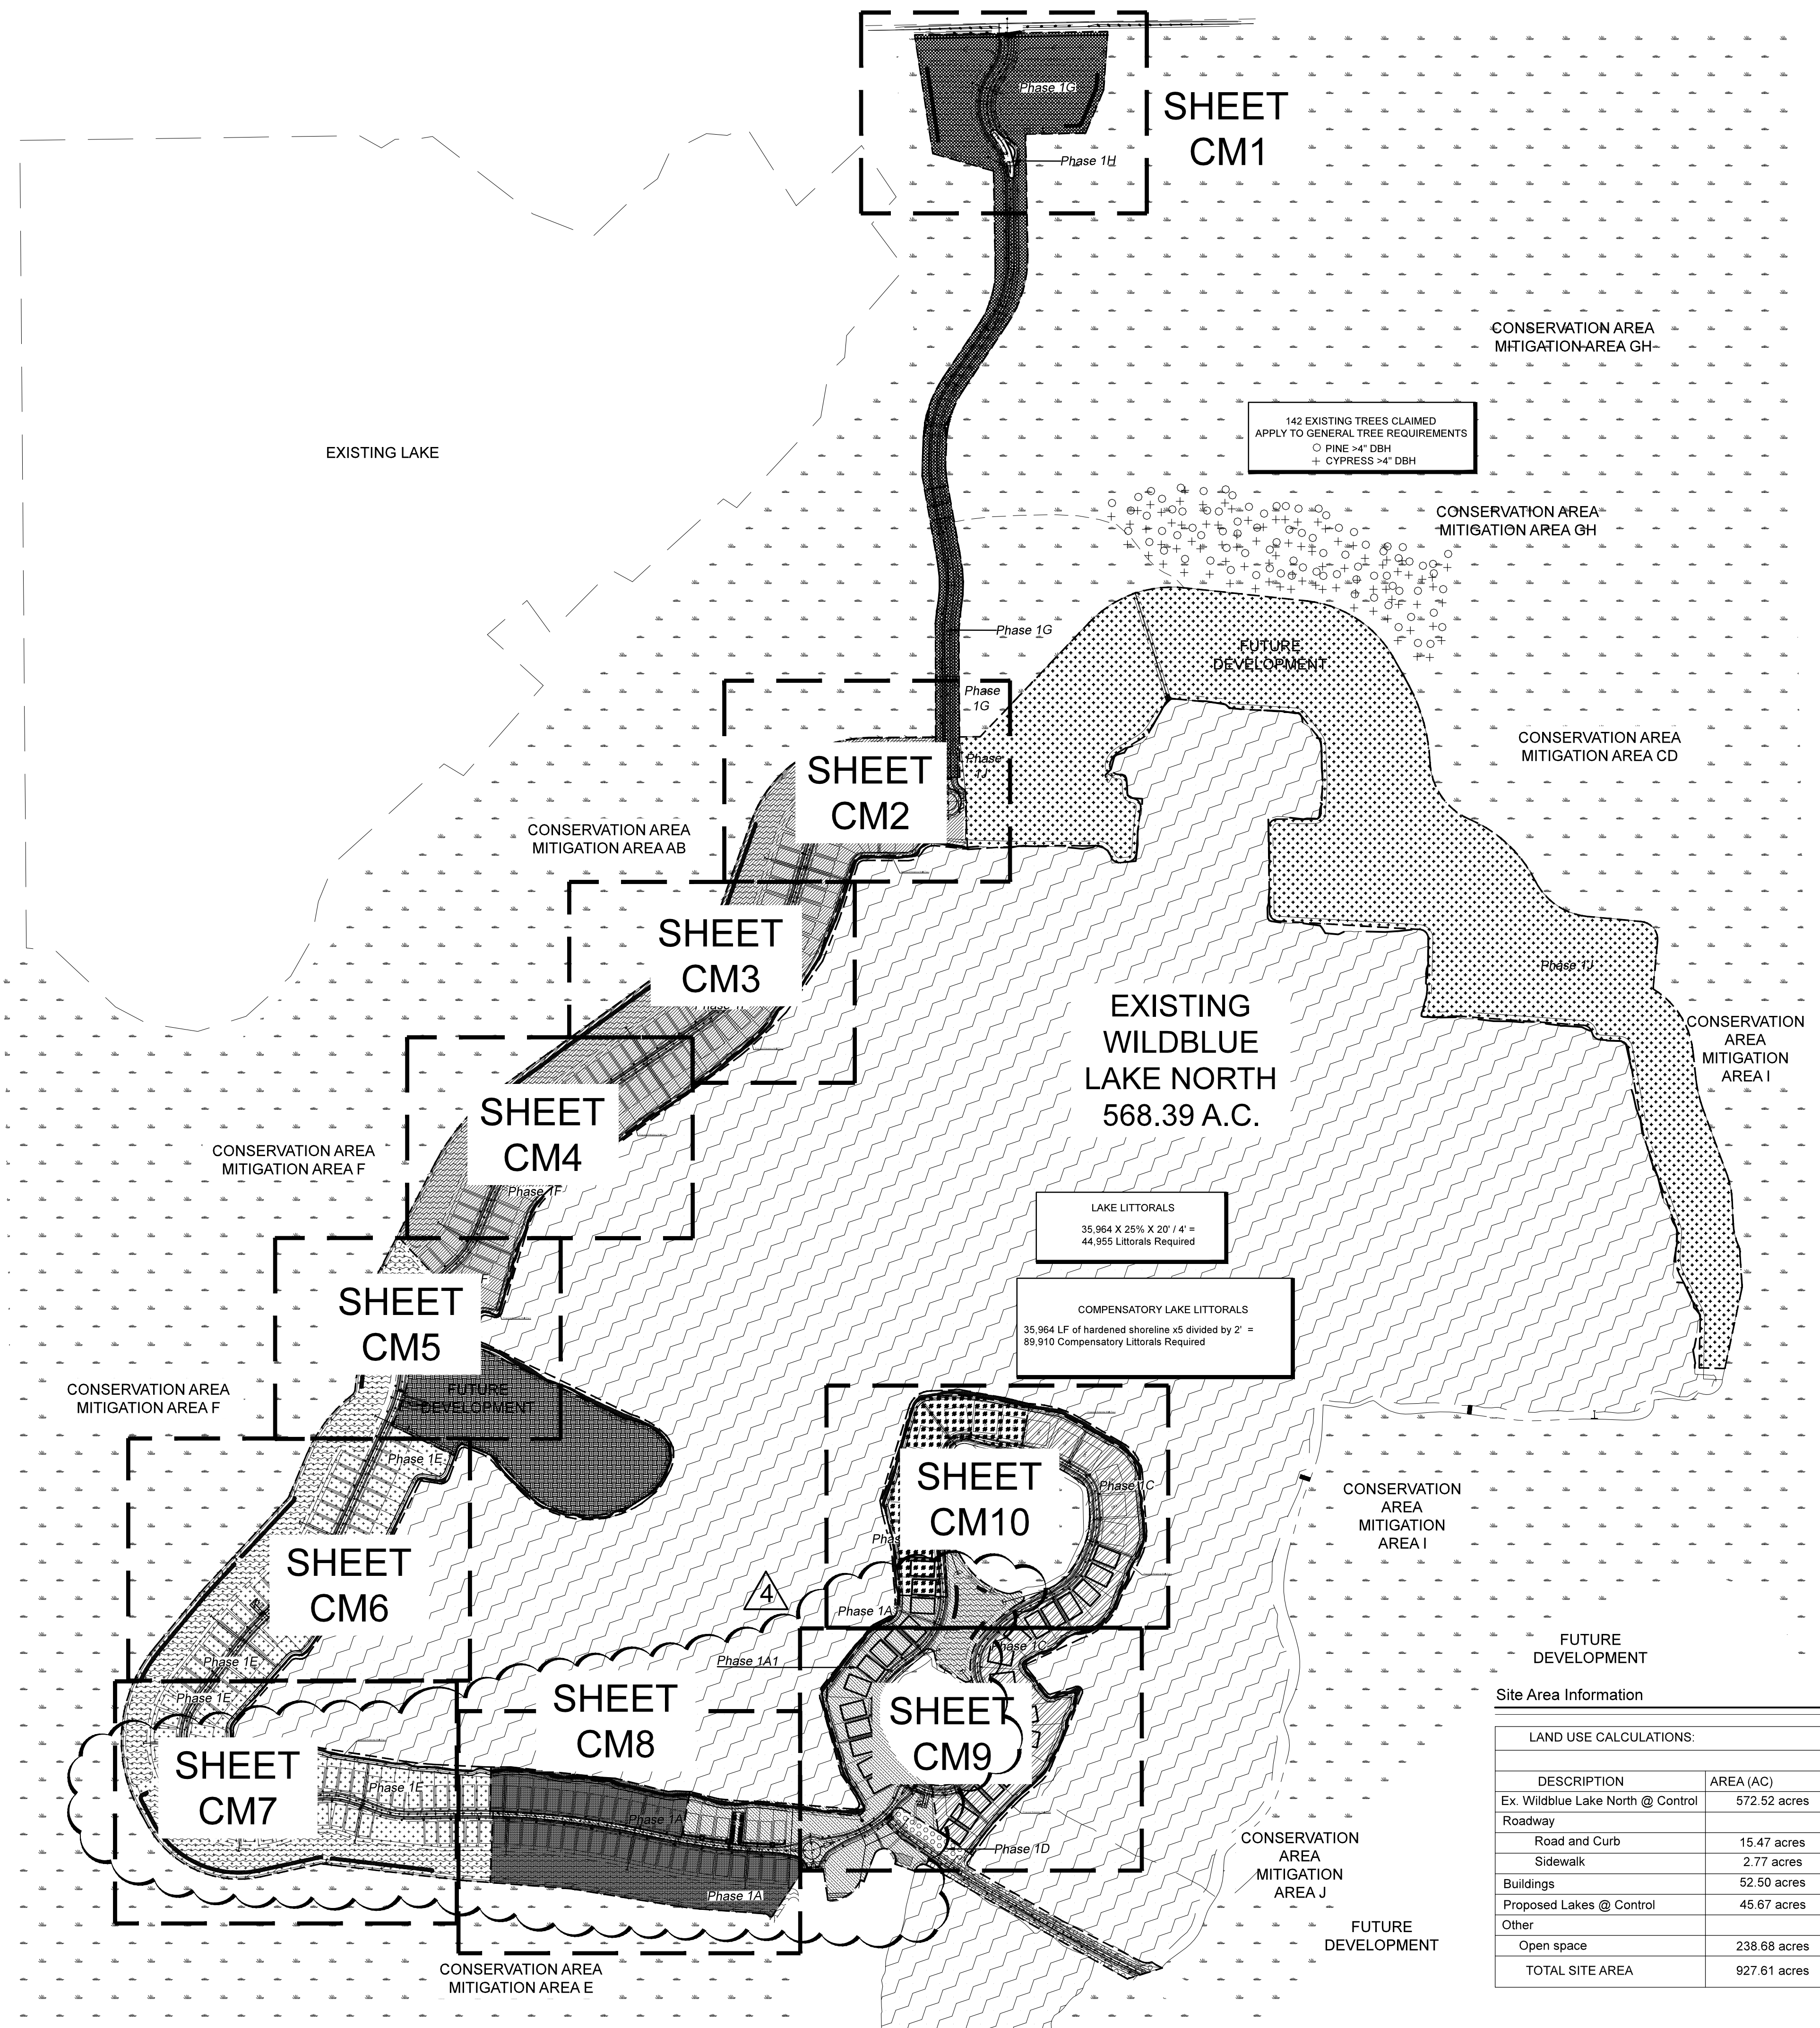 Phase 1G
SHEET
CM1
Phase 1H
CONSERVATION AREA
MITIGATION AREA GH
142 EXISTING TREES CLAIMED
APPLY TO GENERAL TREE REQUIREMENTS
PINE >4" DBH
CYPRESS >4" DBH
EXISTING LAKE
CONSERVATION AREA
MITIGATION AREA GH
Phase 1G
FUTURE
DEVELOPMENT
Phase
1G
CONSERVATION AREA
MITIGATION AREA CD
SHEET
CM2
Phase
1J
CONSERVATION AREA
MITIGATION AREA AB
SHEET
CM3
Phase 1J
EXISTING
WILDBLUE
LAKE NORTH
568.39 A.C.
CONSERVATION
AREA
MITIGATION
AREA I
SHEET
CM4
CONSERVATION AREA
MITIGATION AREA F
Phase 1F
LAKE LITTORALS
35,964 X 25% X 20' / 4' =
44,955 Littorals Required
F
SHEET
CM5
COMPENSATORY LAKE LITTORALS
35,964 LF of hardened shoreline x5 divided by 2' =
89,910 Compensatory Littorals Required
CONSERVATION AREA
MITIGATION AREA F
FUTURE
DEVELOPMENT
Phase 1E
SHEET
CM10
Phase 1C
Phas
CONSERVATION
AREA
MITIGATION
AREA I
SHEET
CM6
4
Phase 1A
Phase 1C
Phase 1E
Phase 1A1
FUTURE
DEVELOPMENT
Phase 1E
SHEET
CM8
SHEET
CM9
SHEET
CM7
Phase 1E
Phase 1A
Phase 1D
Phase 1A
CONSERVATION
AREA
MITIGATION
AREA J
FUTURE
DEVELOPMENT
CONSERVATION AREA
MITIGATION AREA E
Site Area Information
LAND USE CALCULATIONS:
DESCRIPTION AREA (AC)
Ex. Wildblue Lake North @ Control 572.52 acres
Roadway
Road and Curb 15.47 acres
Sidewalk 2.77 acres
Buildings 52.50 acres
Proposed Lakes @ Control 45.67 acres
Other
Open space 238.68 acres
TOTAL SITE AREA 927.61 acres